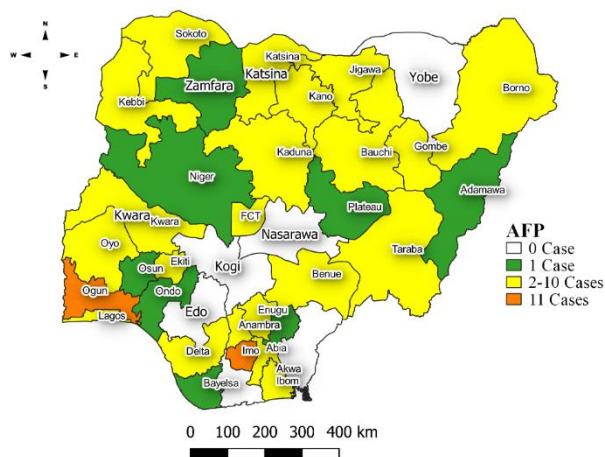 N
W E
S
Sokoto
Katsina
Jigawa
Yobe
Zamfara
Katsina
Borno
Kebbi
Kano
Gombe
Kaduna
Bauchi
Niger
Adamawa
Plateau
Kwara
Kwara
FCT
Nasarawa
Taraba
Oyo
Osun
Ekiti
Kogi
Benue
Ogun
Ondo
Edo
Enugu
Lagos
Anambra
Delta
Imo
Abia
Akwa
Ibom
Bayelsa
AFP
0 Case
1 Case
2-10 Cases
11 Cases
0 100 200 300 400 km